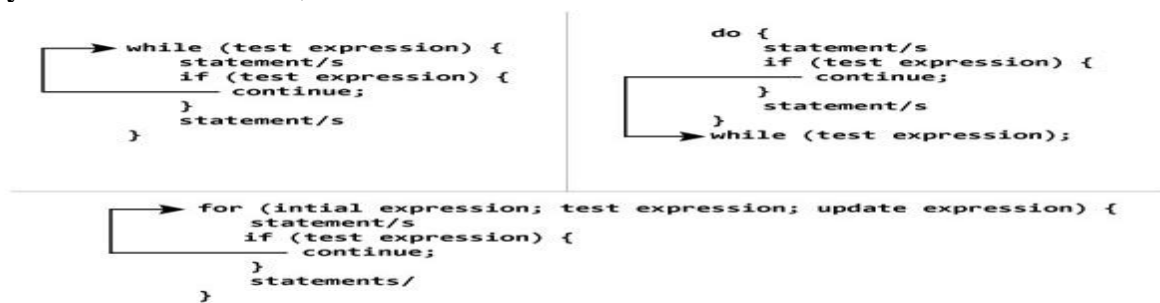 while (test expression) {
statement/s
if (test expression) {
continue;
}
statement/s
}
do {
statement/s
if (test expression) {
continue;
}
statement/s
}
while (test expression);
for (intial expression; test expression; update expression) {
statement/s
if (test expression) {
continue;
}
statements/
}